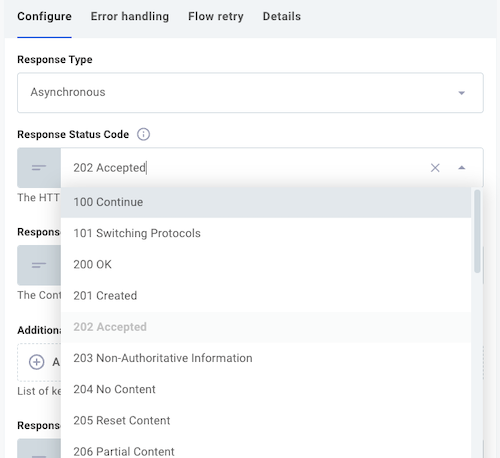 Configure Error handling Flow retry Details
Response Type
Asynchronous
Response Status Code
202 Accepted
The HTT
100 Continue
101 Switching Protocols
Respons
200 OK
The Cont
201 Created
202 Accepted
Additiona
203 Non-Authoritative Information
A
204 No Content
List of ke
205 Reset Content
Respons
206 Partial Content